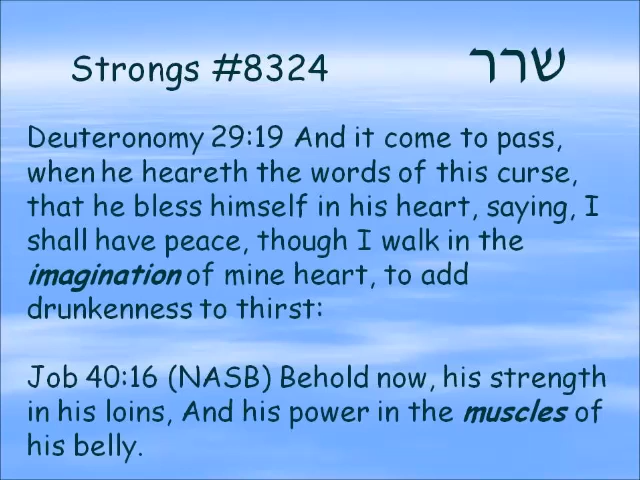 Strongs #8324 שרר
Deuteronomy 29:19 And it come to pass,
when he heareth the words of this curse,
that he bless himself in his heart, saying, I
shall have peace, though I walk in the
imagination of mine heart, to add
drunkenness to thirst:
Job 40:16 (NASB) Behold now, his strength
in his loins, And his power in the muscles of
his belly.